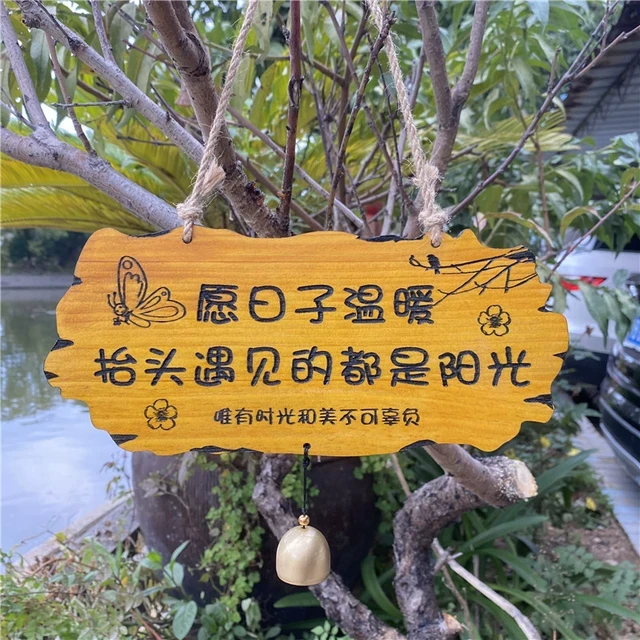 愿日子温暖
抬头遇见的都是阳光
唯有时光和美不可辜负